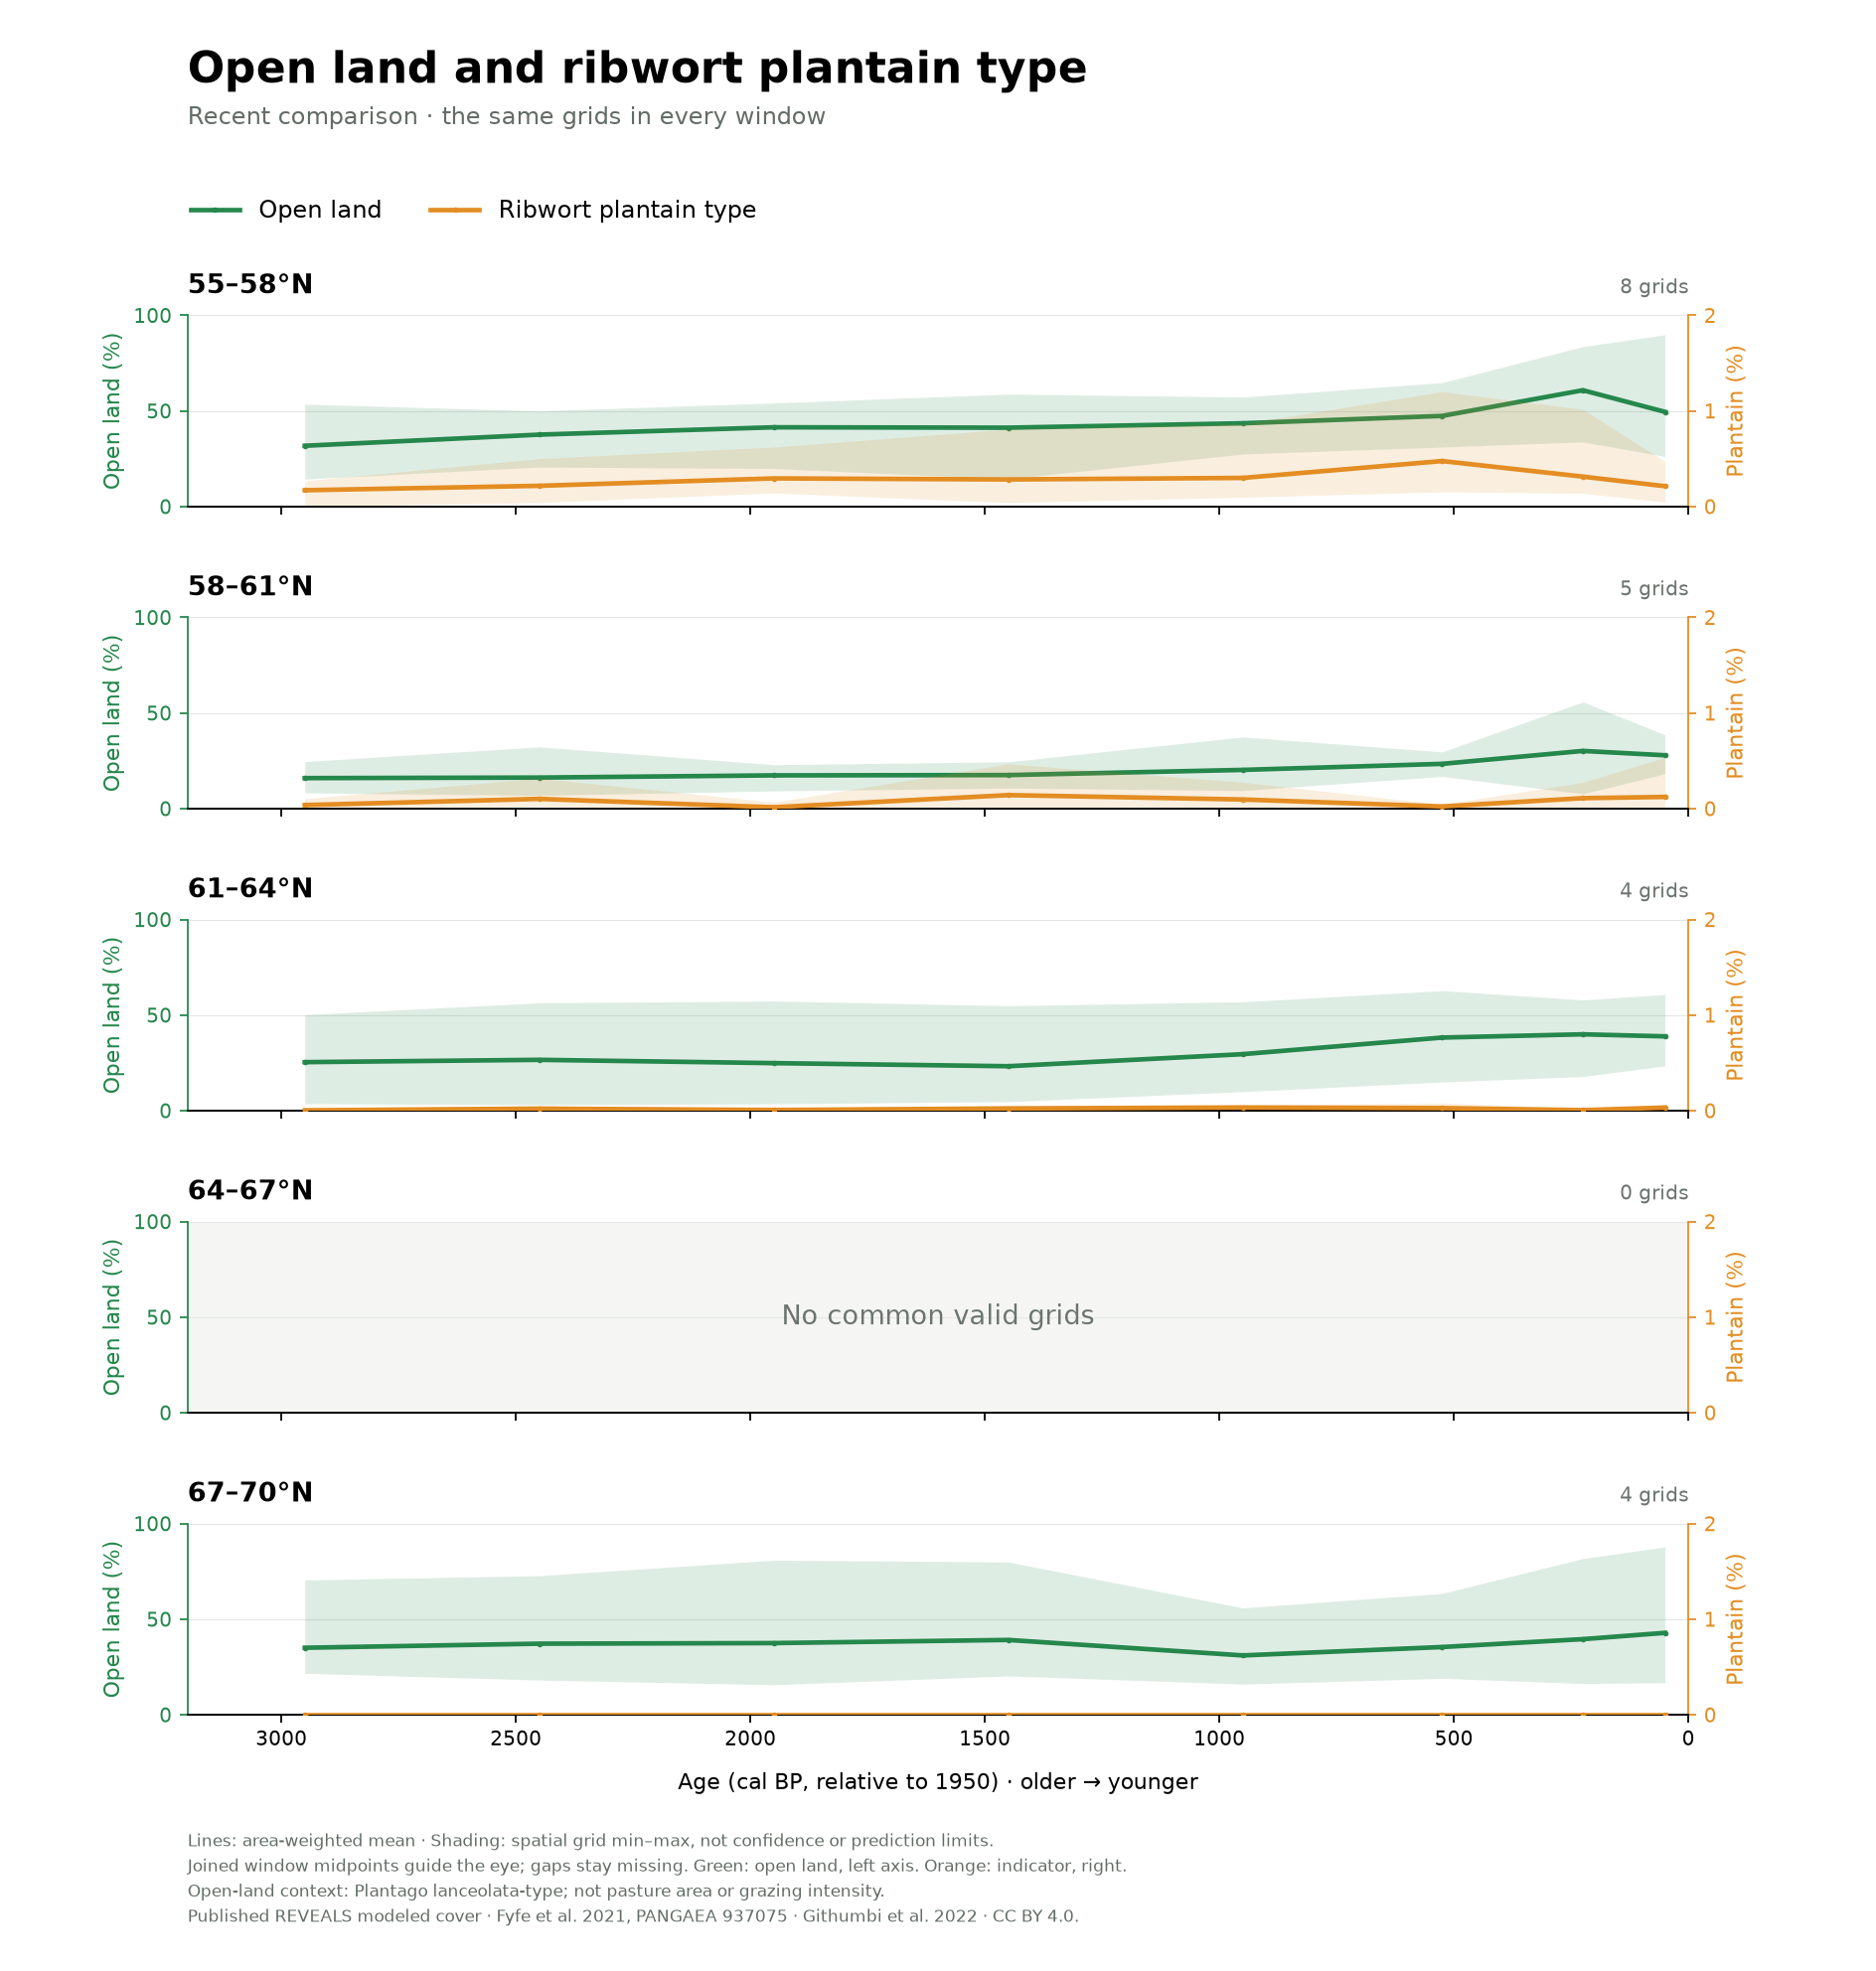 Open land and ribwort plantain type
Recent comparison · the same grids in every window
Open land
Ribwort plantain type
55–58°N
8 grids
100
50
0
Open land (%)
2
1
0
Plantain (%)
58–61°N
5 grids
100
50
0
Open land (%)
2
1
0
Plantain (%)
61–64°N
4 grids
100
50
0
Open land (%)
2
1
0
Plantain (%)
64–67°N
0 grids
100
50
0
Open land (%)
No common valid grids
2
1
0
Plantain (%)
67–70°N
4 grids
100
50
0
Open land (%)
2
1
0
Plantain (%)
3000 2500 2000 1500 1000 500 0
Age (cal BP, relative to 1950) · older → younger
Lines: area-weighted mean · Shading: spatial grid min–max, not confidence or prediction limits.
Joined window midpoints guide the eye; gaps stay missing. Green: open land, left axis. Orange: indicator, right.
Open-land context: Plantago lanceolata-type; not pasture area or grazing intensity.
Published REVEALS modeled cover · Fyfe et al. 2021, PANGAEA 937075 · Githumbi et al. 2022 · CC BY 4.0.